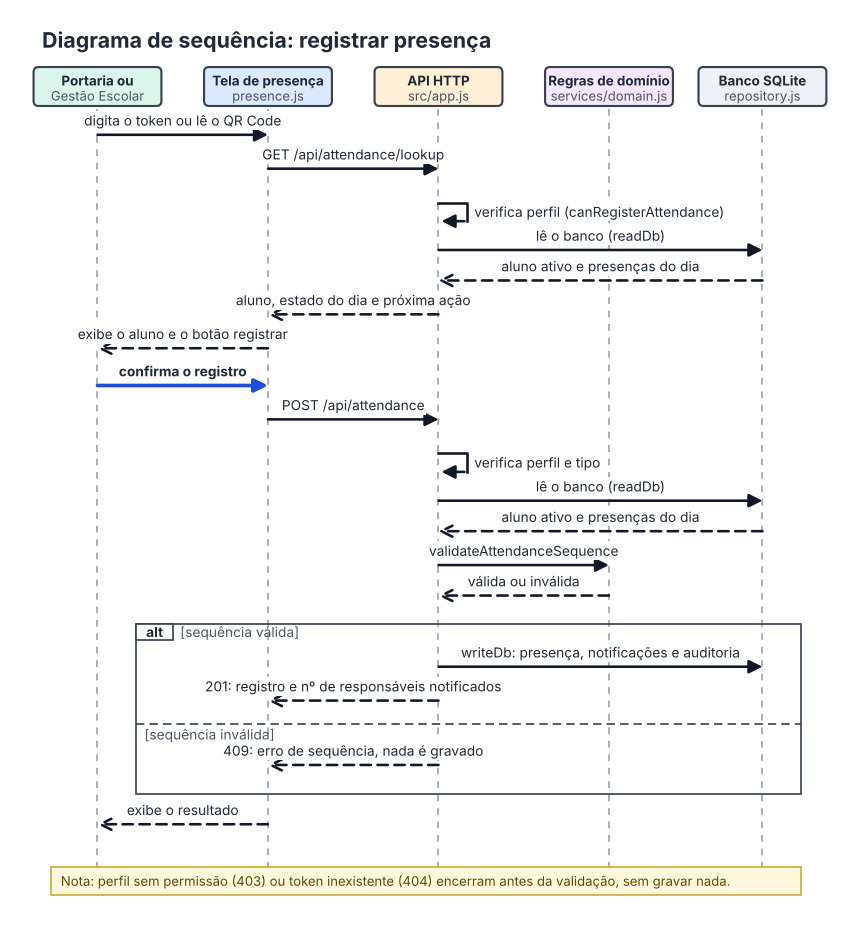 Diagrama de sequência: registrar presença
Portaria ou
Gestão Escolar
Tela de presença
presence.js
API HTTP
src/app.js
Regras de domínio
services/domain.js
Banco SQLite
repository.js
digita o token ou lê o QR Code
GET /api/attendance/lookup
verifica perfil (canRegisterAttendance)
lê o banco (readDb)
aluno ativo e presenças do dia
aluno, estado do dia e próxima ação
exibe o aluno e o botão registrar
confirma o registro
POST /api/attendance
verifica perfil e tipo
lê o banco (readDb)
aluno ativo e presenças do dia
validateAttendanceSequence
válida ou inválida
alt [sequência válida]
writeDb: presença, notificações e auditoria
201: registro e nº de responsáveis notificados
[sequência inválida]
409: erro de sequência, nada é gravado
exibe o resultado
Nota: perfil sem permissão (403) ou token inexistente (404) encerram antes da validação, sem gravar nada.